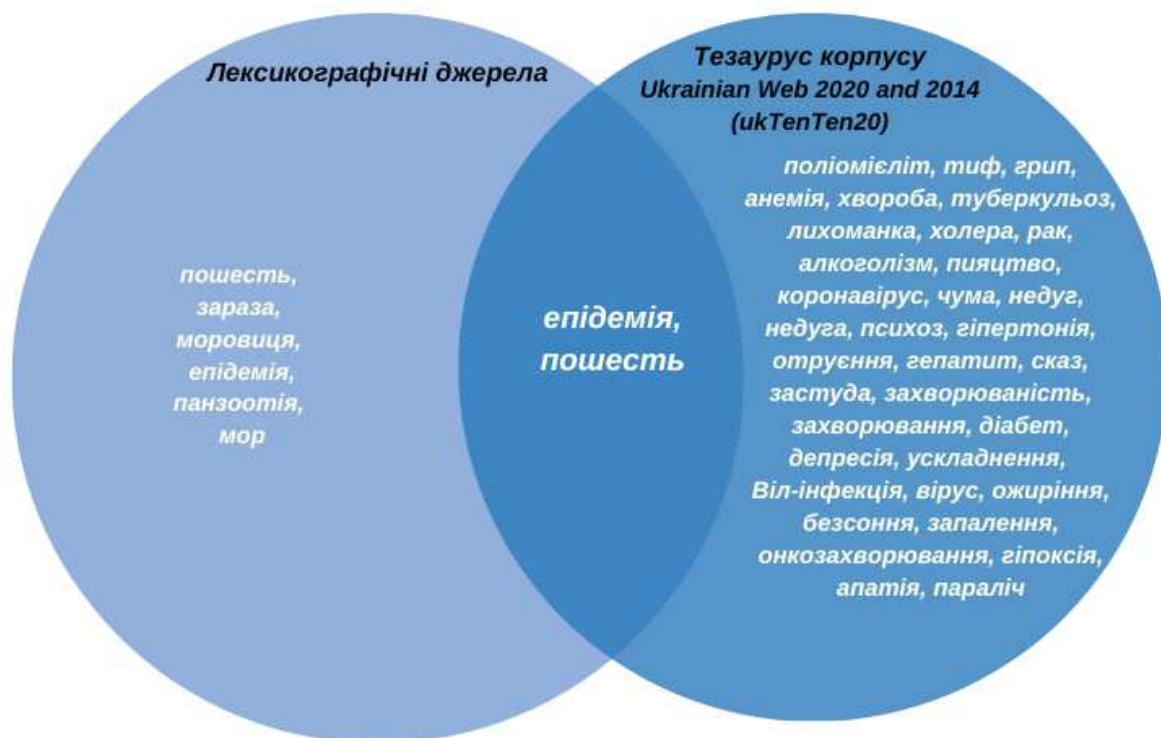 Лексикографічні джерела
пошесть,
зараза,
моровиця,
епідемія,
панзоотія,
мор
епідемія,
пошесть
Тезаурус корпусу
Ukrainian Web 2020 and 2014
(ukTenTen20)
поліомієліт, тиф, грип,
анемія, хвороба, туберкульоз,
лихоманка, холера, рак,
алкоголізм, пияцтво,
коронавірус, чума, недуг,
недуга, психоз, гіпертонія,
отруєння, гепатит, сказ,
застуда, захворюваність,
захворювання, діабет,
депресія, ускладнення,
Віл-інфекція, вірус, ожиріння,
безсоння, запалення,
онкозахворювання, гіпоксія,
апатія, параліч